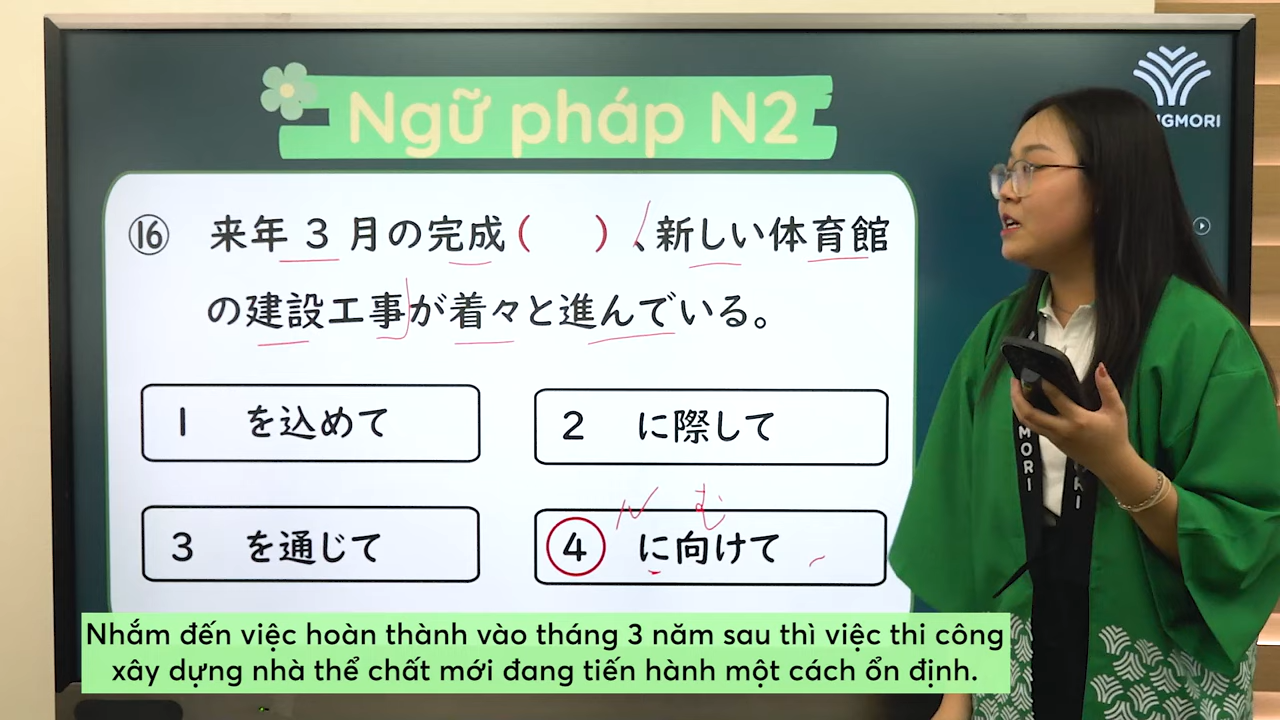 Ngữ pháp N2
NGMORI
⑯ 来年3月の完成( )、新しい体育館
の建設工事が着々と進んでいる。
1 を込めて
2 に際して
3 を通じて
4 に向けて
む
MORI
Nhắm đến việc hoàn thành vào tháng 3 năm sau thì việc thi công
xây dựng nhà thể chất mới đang tiến hành một cách ổn định.